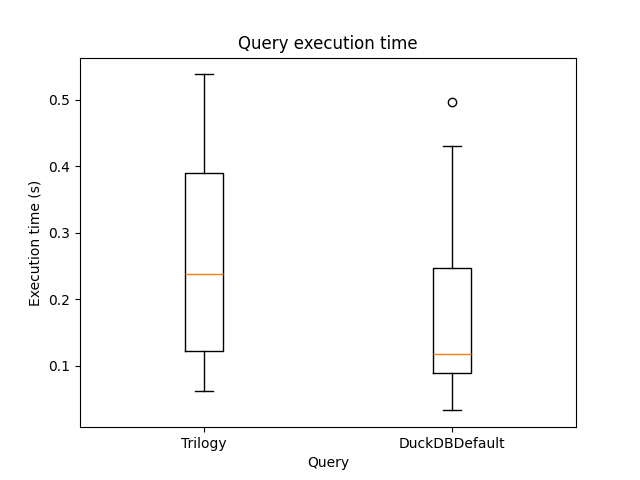 Query execution time
Execution time (s)
0.5
0.4
0.3
0.2
0.1
Trilogy
DuckDBDefault
Query